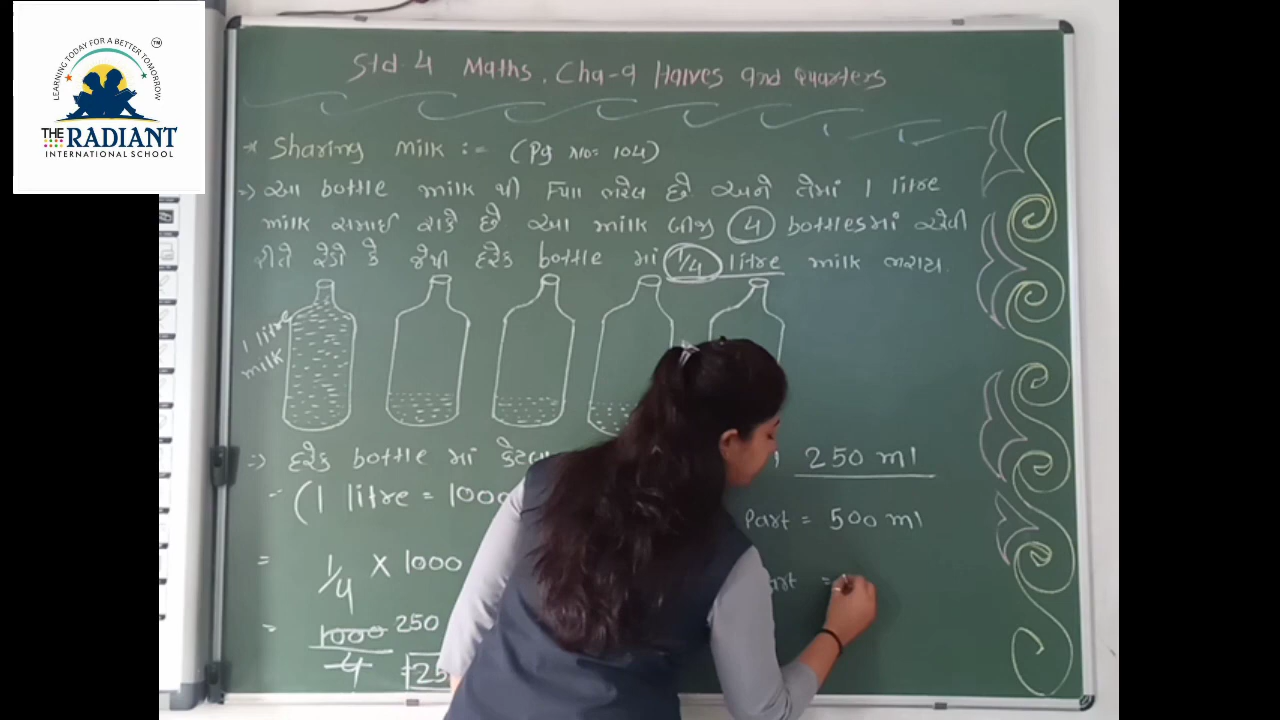 LEARNING TODAY FOR A BETTER TOMORROW
TM
THE RADIANT
INTERNATIONAL SCHOOL
Std 4 Maths. Cha-9 Halves and Quarters
* Sharing Milk :- (Pg No= 104)
=> આ bottle milk થી Full ભરેલ છે અને તેમાં 1 litre
milk સમાઈ શકે છે આ milk બીજી 4 bottlesમાં એવી
રીતે રેડો કે જેથી દરેક bottle માં 1/4 litre milk ભરાય.
1 litre
milk
=> દરેક bottle માં 250 ml
(1 litre = 1000
Part = 500 ml
= 1/4 X 1000
=
= 1000/4 250